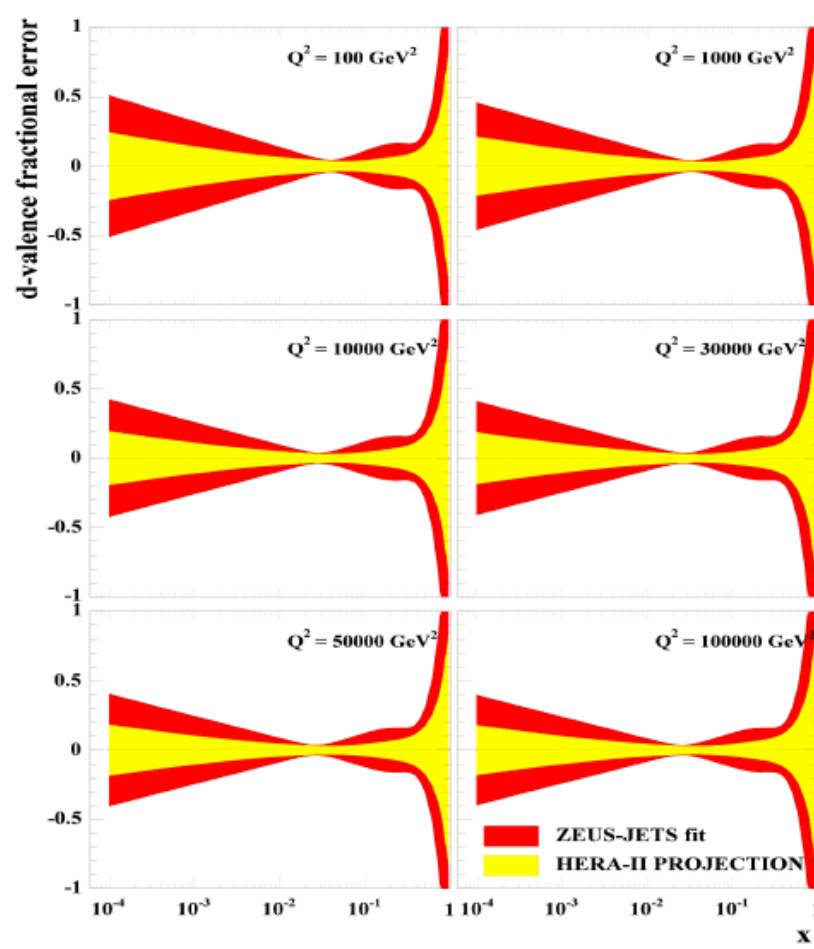 d-valence fractional error
1
0.5
0
-0.5
-1
Q² = 100 GeV²
Q² = 1000 GeV²
1
0.5
0
-0.5
-1
Q² = 10000 GeV²
Q² = 30000 GeV²
1
0.5
0
-0.5
-1
Q² = 50000 GeV²
Q² = 100000 GeV²
ZEUS-JETS fit
HERA-II PROJECTION
10⁻⁴ 10⁻³ 10⁻² 10⁻¹ 1 10⁻⁴ 10⁻³ 10⁻² 10⁻¹ 1
x